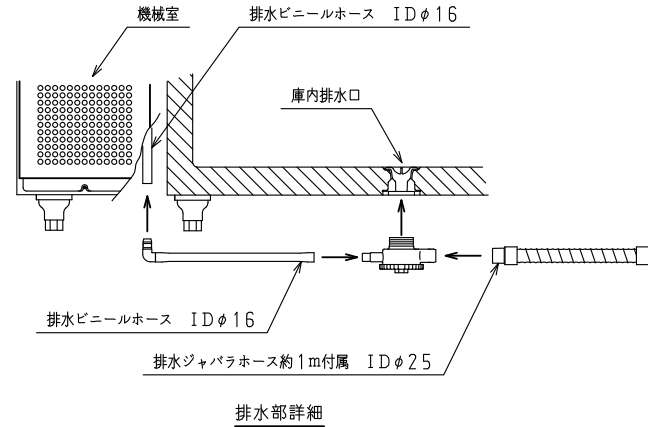 機械室
排水ビニールホース IDφ16
庫内排水口
排水ビニールホース IDφ16
排水ジャバラホース約1m付属 IDφ25
排水部詳細